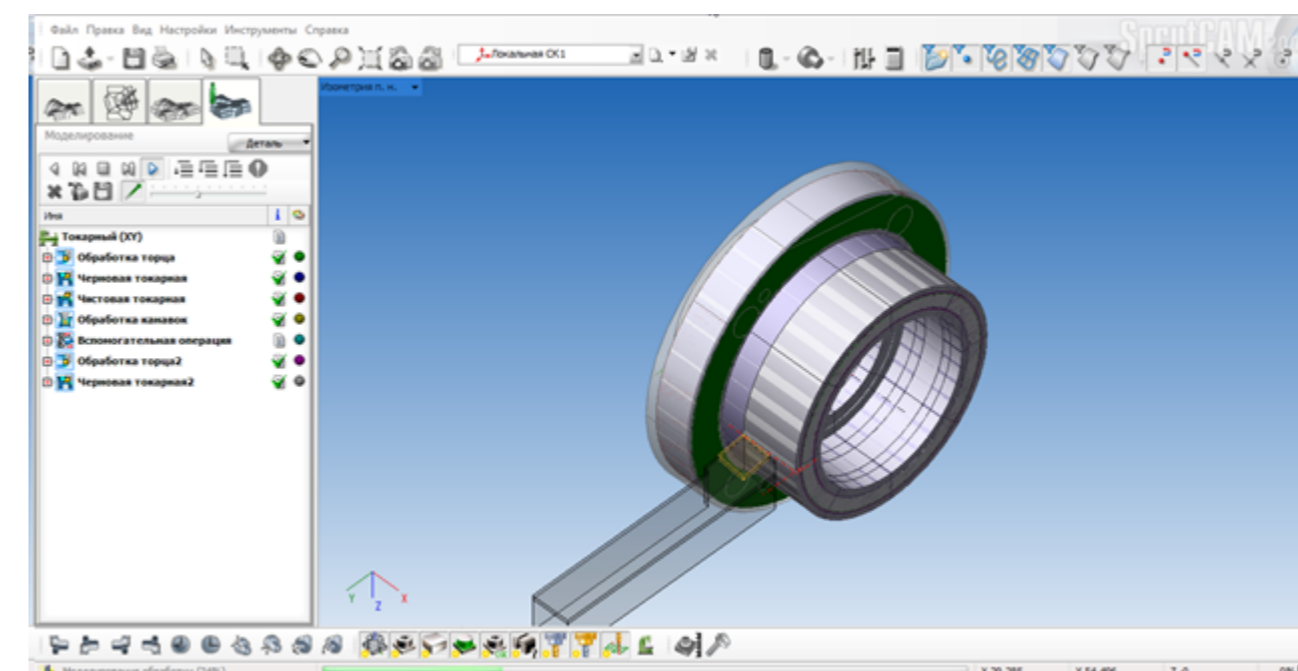 Файл Правка Вид Настройки Инструменты Справка
SprutCAM
Локальная СК1
Изометрия п. н.
Моделирование
Деталь
Имя
Токарный (XY)
Обработка торца
Черновая токарная
Чистовая токарная
Обработка канавок
Вспомогательная операция
Обработка торца2
Черновая токарная2
Y Z X